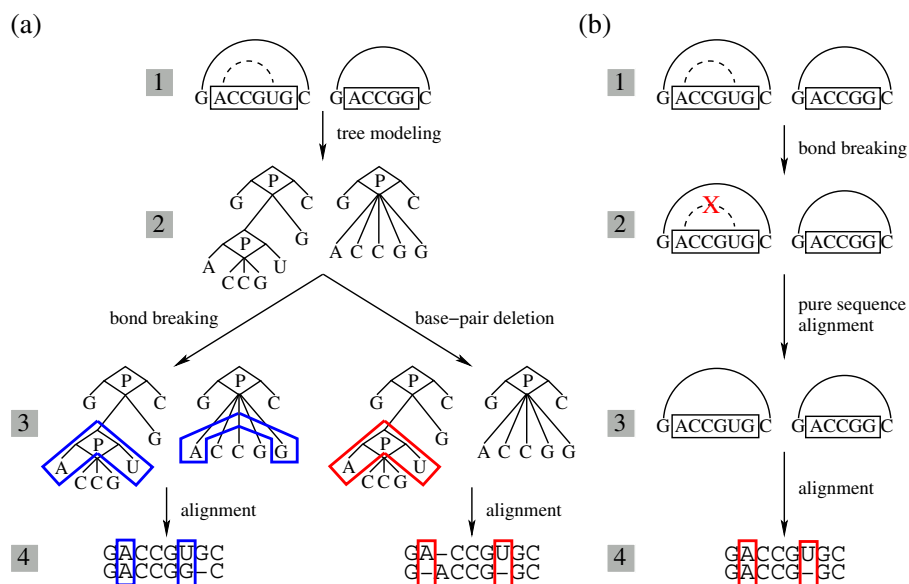 (a)
(b)
1
G ACCGUGC C
G ACCGG C
tree modeling
2
P
G
C
G
P
A
U
C C G
P
G
C
A C C G G
bond breaking
base-pair deletion
3
P
G
C
G
P
A
U
C C G
P
G
C
A C C G G
P
G
C
G
P
A
U
C C G
P
G
C
A C C G G
alignment
alignment
4
GACCGUGC
GACCGG-C
GA-CCGUGC
G-ACCG-GC
1
G ACCGUG C
G ACCGG C
bond breaking
2
X
G ACCGUG C
G ACCGG C
pure sequence
alignment
3
G ACCGUG C
G ACCGG C
alignment
4
GACCGUGC
GACCG-GC